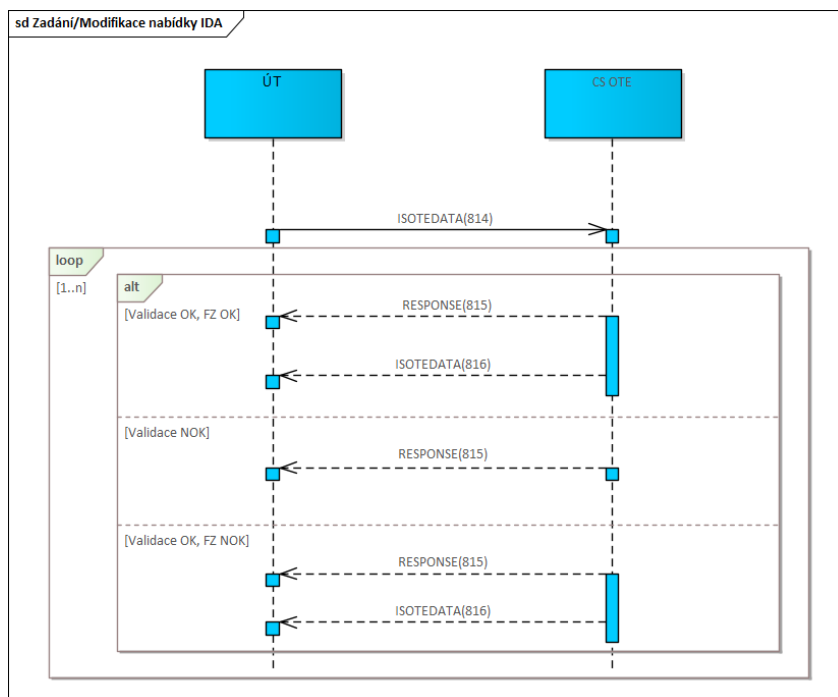 sd Zadání/Modifikace nabídky IDA
ÚT
CS OTE
ISOTEDATA(814)
loop
[1..n]
alt
[Validace OK, FZ OK]
RESPONSE(815)
ISOTEDATA(816)
[Validace NOK]
RESPONSE(815)
[Validace OK, FZ NOK]
RESPONSE(815)
ISOTEDATA(816)